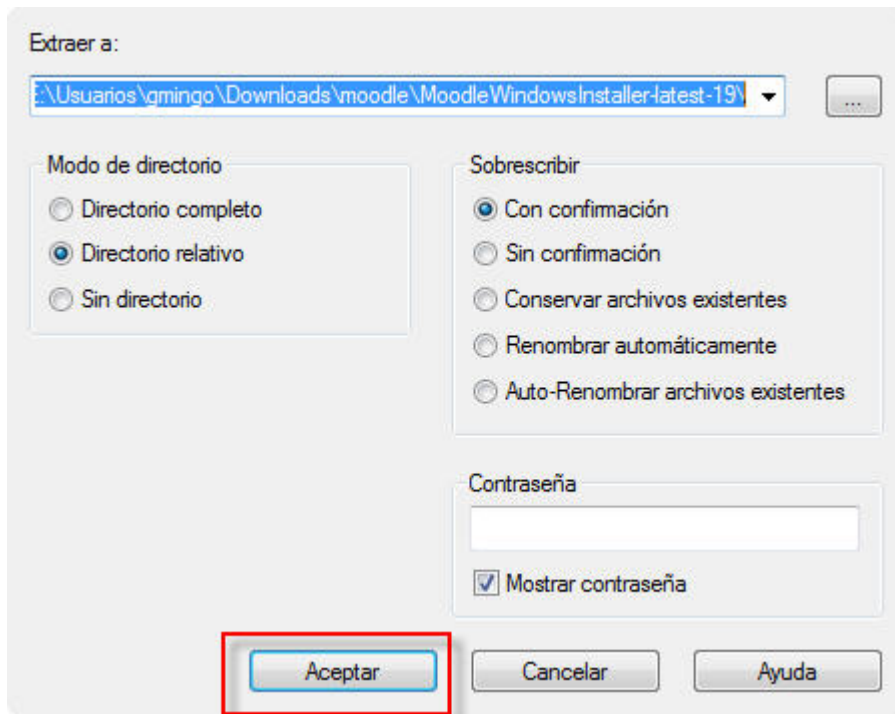 Extraer a:
:\Usuarios\gmingo\Downloads\moodle\MoodleWindowsInstaller-latest-19\
...
Modo de directorio
Directorio completo
Directorio relativo
Sin directorio
Sobrescribir
Con confirmación
Sin confirmación
Conservar archivos existentes
Renombrar automáticamente
Auto-Renombrar archivos existentes
Contraseña
Mostrar contraseña
Aceptar
Cancelar
Ayuda